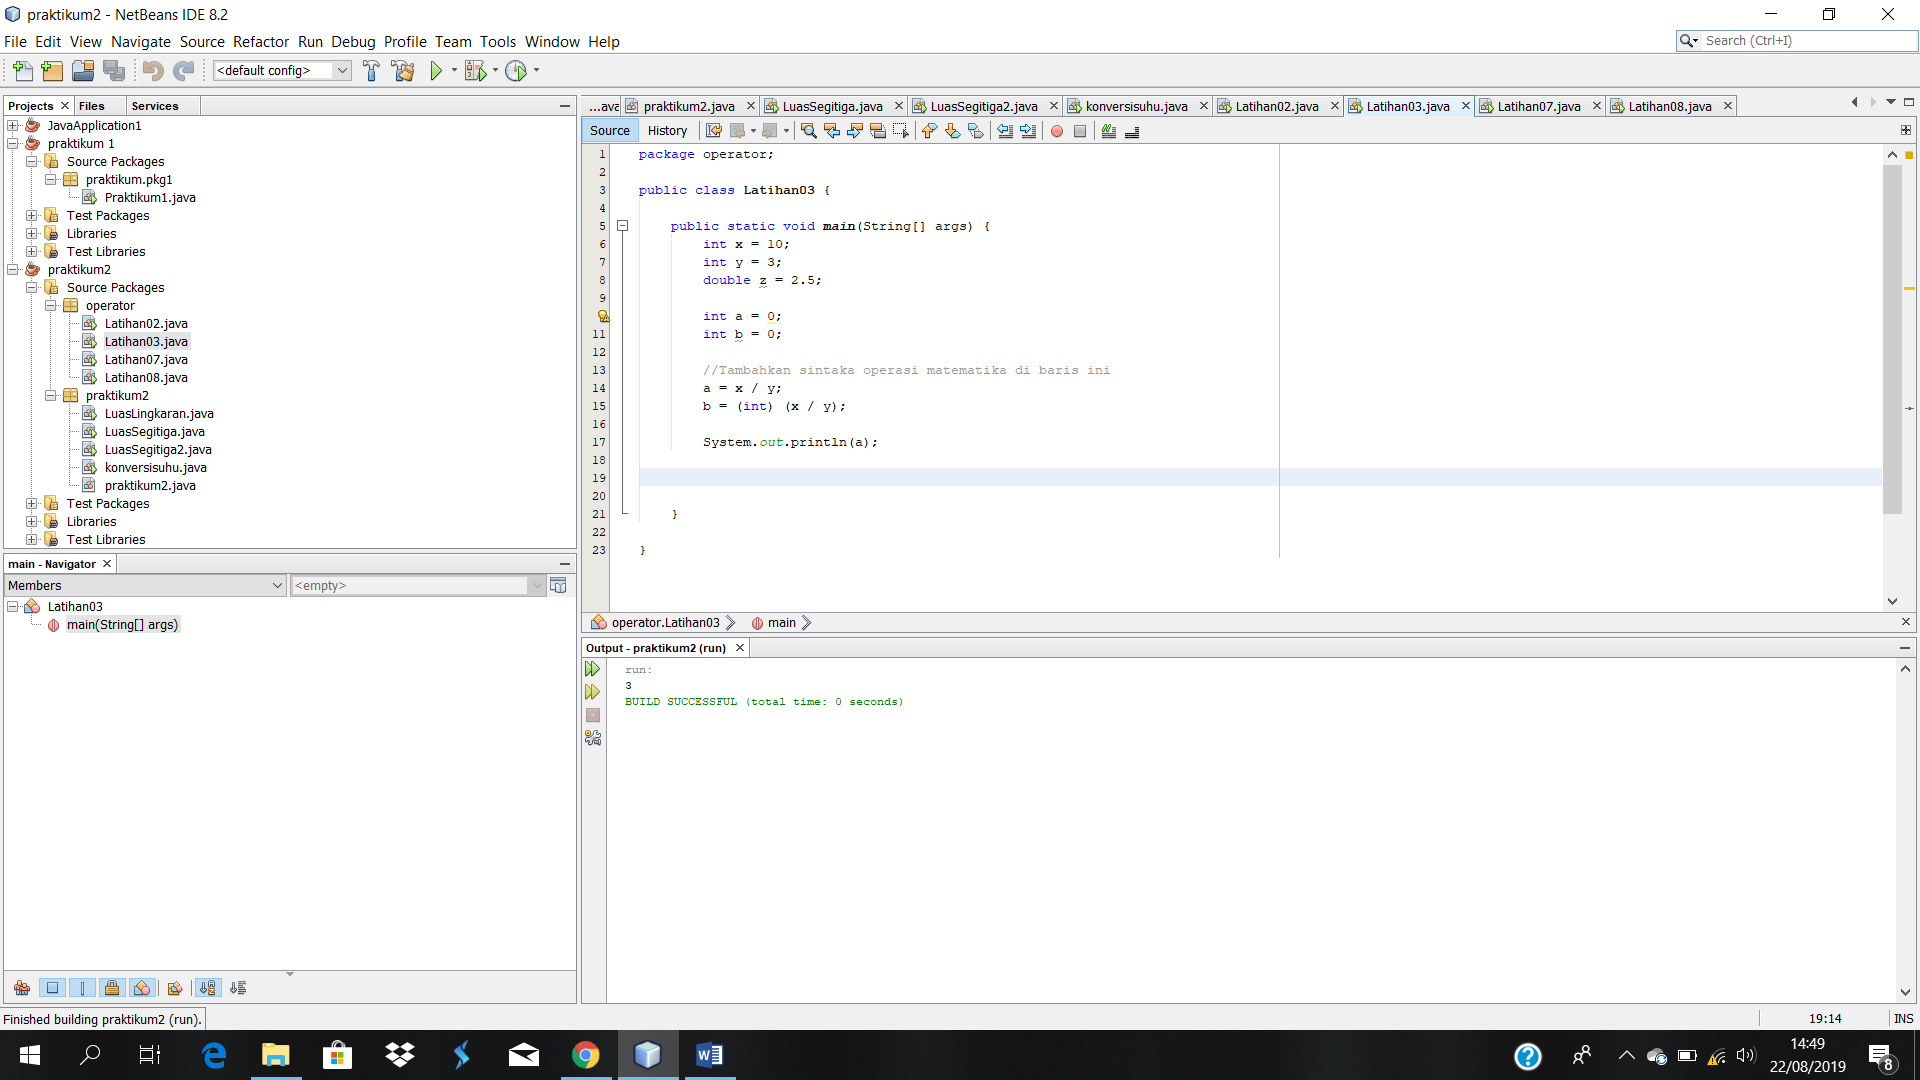 praktikum2 - NetBeans IDE 8.2
File Edit View Navigate Source Refactor Run Debug Profile Team Tools Window Help
Search (Ctrl+I)
<default config>
Projects Files Services
JavaApplication1
praktikum 1
Source Packages
praktikum.pkg1
Praktikum1.java
Test Packages
Libraries
Test Libraries
praktikum2
Source Packages
operator
Latihan02.java
Latihan03.java
Latihan07.java
Latihan08.java
praktikum2
LuasLingkaran.java
LuasSegitiga.java
LuasSegitiga2.java
konversisuhu.java
praktikum2.java
Test Packages
Libraries
Test Libraries
main - Navigator
Members <empty>
Latihan03
main(String[] args)
...ava praktikum2.java LuasSegitiga.java LuasSegitiga2.java konversisuhu.java Latihan02.java Latihan03.java Latihan07.java Latihan08.java
Source History
1 package operator;
2
3 public class Latihan03 {
4
5 public static void main(String[] args) {
6 int x = 10;
7 int y = 3;
8 double z = 2.5;
9
int a = 0;
11 int b = 0;
12
13 //Tambahkan sintaka operasi matematika di baris ini
14 a = x / y;
15 b = (int) (x / y);
16
17 System.out.println(a);
18
19
20
21 }
22
23 }
operator.Latihan03 main
Output - praktikum2 (run)
run:
3
BUILD SUCCESSFUL (total time: 0 seconds)
Finished building praktikum2 (run).
19:14 INS
14:49
22/08/2019
8